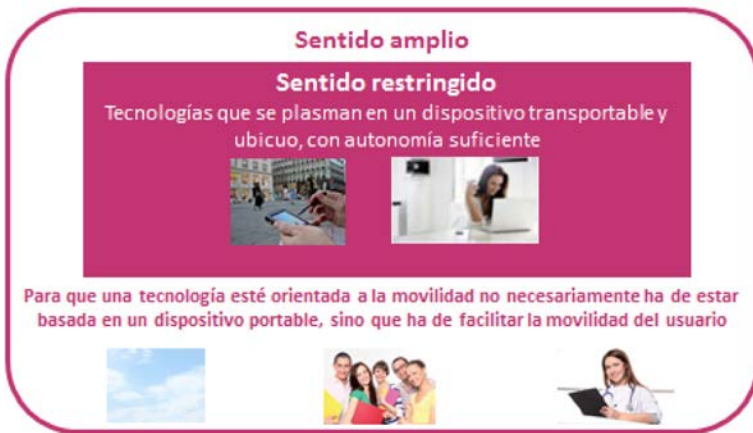 Sentido amplio
Sentido restringido
Tecnologías que se plasman en un dispositivo transportable y
ubicuo, con autonomía suficiente
Para que una tecnología esté orientada a la movilidad no necesariamente ha de estar
basada en un dispositivo portable, sino que ha de facilitar la movilidad del usuario